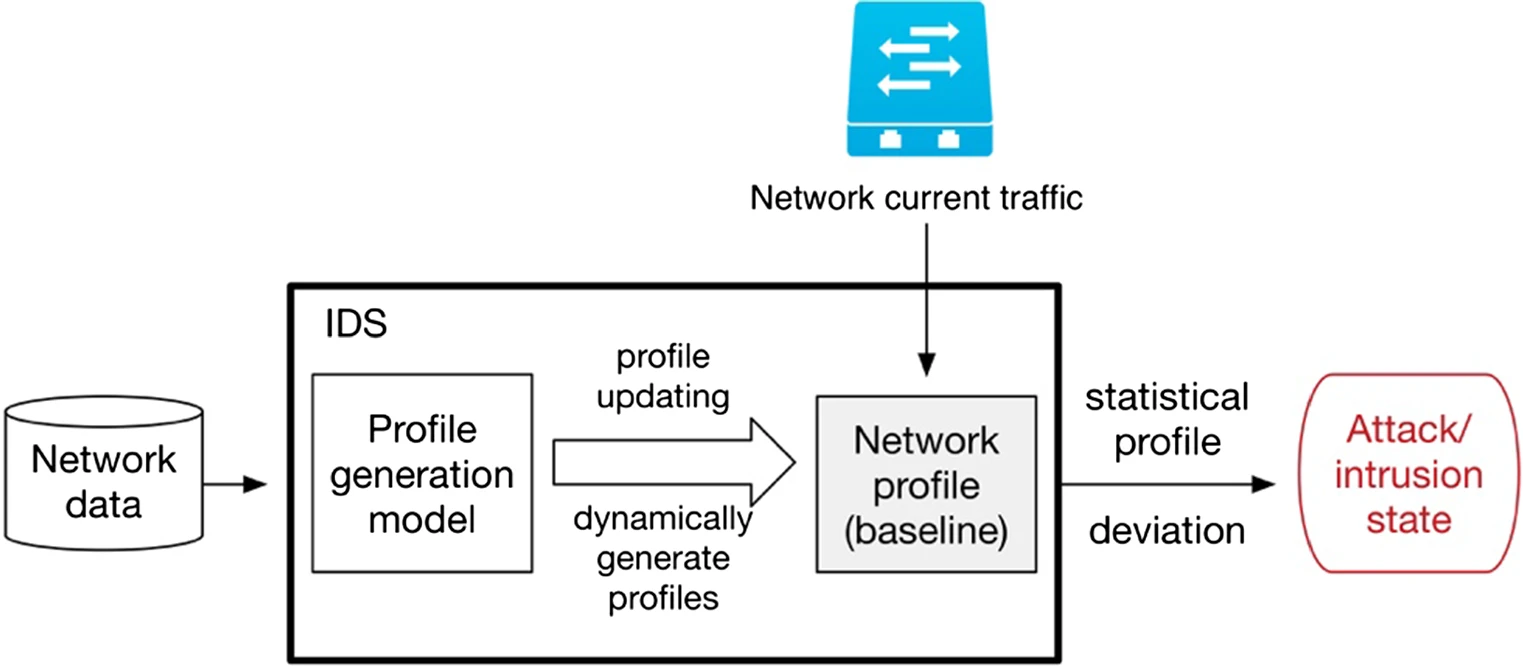 Network current traffic
IDS
Network
data
Profile
generation
model
profile
updating
dynamically
generate
profiles
Network
profile
(baseline)
statistical
profile
deviation
Attack/
intrusion
state